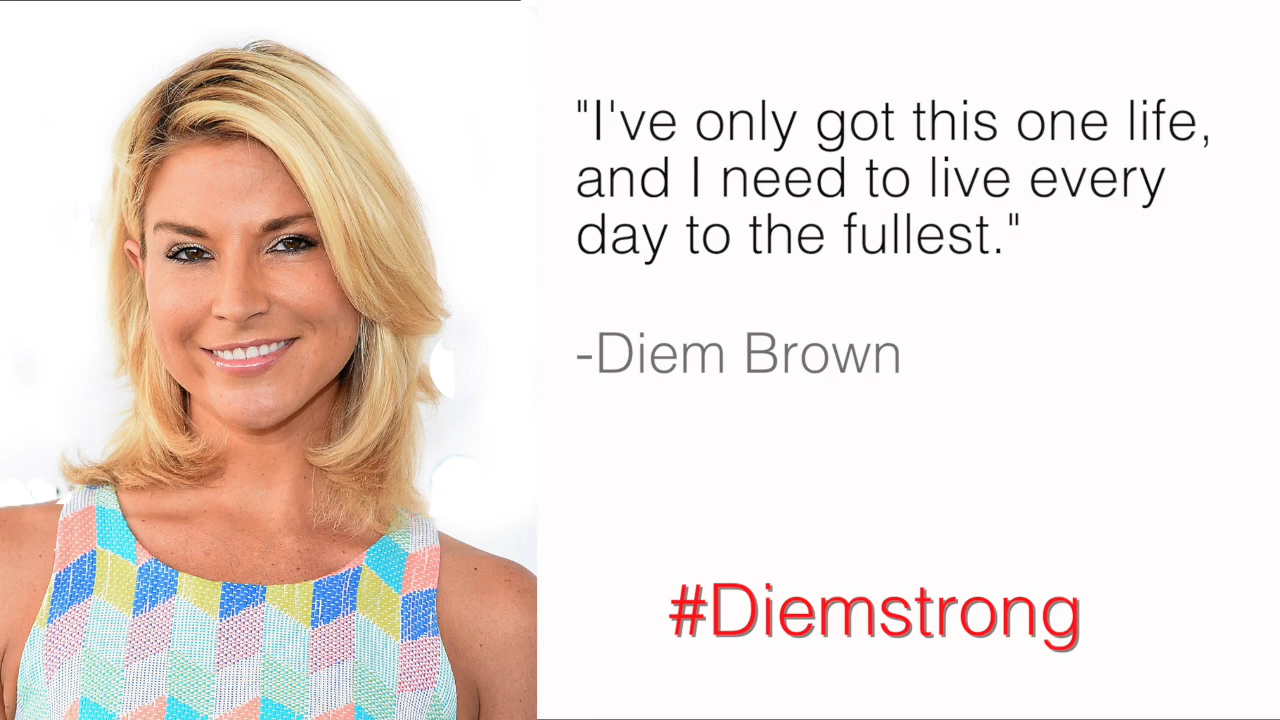 "I've only got this one life,
and I need to live every
day to the fullest."
-Diem Brown
#Diemstrong